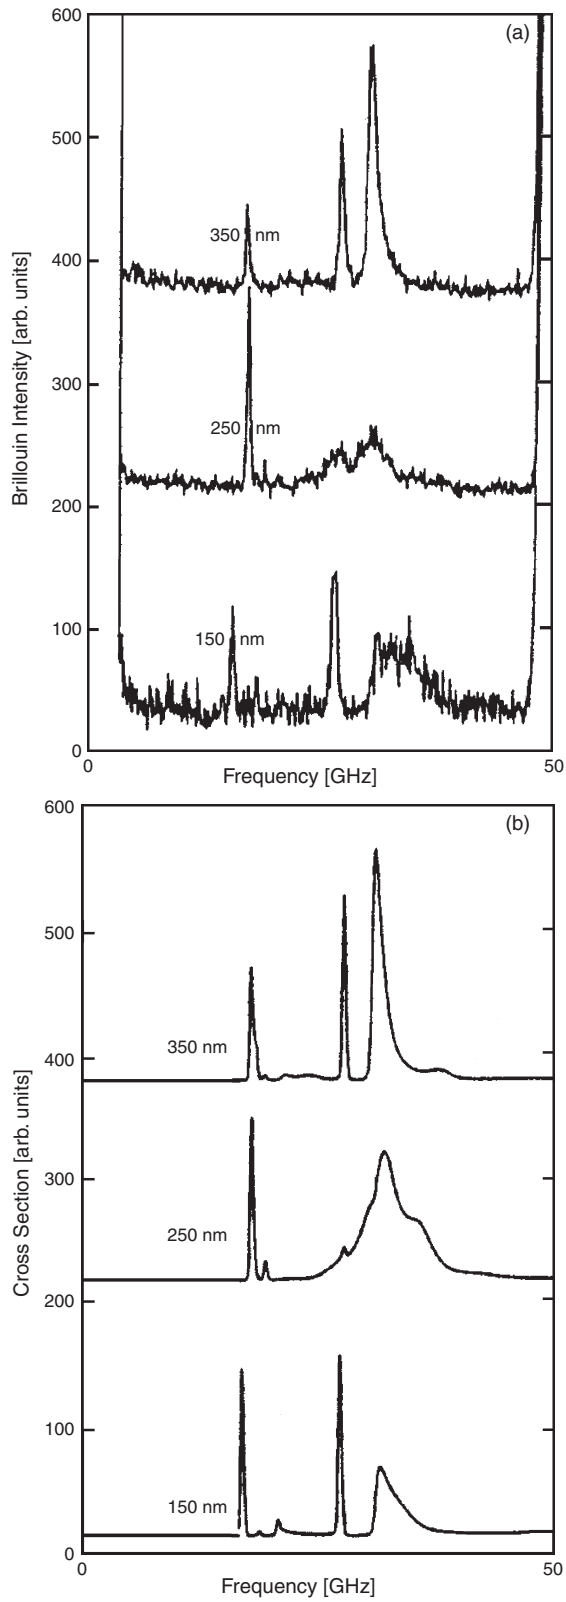 600
(a)
500
350 nm
400
300
250 nm
200
150 nm
100
0
0
50
Frequency [GHz]
Brillouin Intensity [arb. units]
600
(b)
500
350 nm
400
300
250 nm
200
100
150 nm
0
0
50
Frequency [GHz]
Cross Section [arb. units]